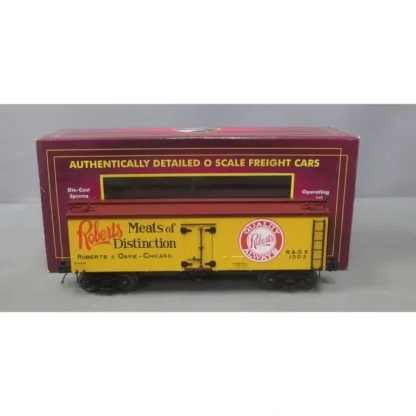 AUTHENTICALLY DETAILED O SCALE FREIGHT CARS
Die-Cast
Sprung
Operating
Roberts
Meats of
Distinction
ROBERTS & OAKE-CHICAGO
QUALITY
Roberts
ALWAYS
R.A.O.X
1002